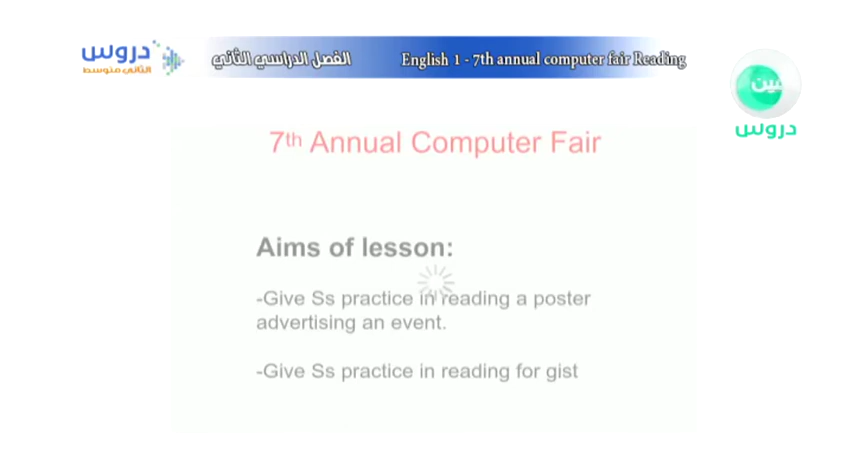 دروس
الثاني متوسط
الفصل الدراسي الثاني
English 1 - 7th annual computer fair Reading
عين
دروس
7th Annual Computer Fair
Aims of lesson:
-Give Ss practice in reading a poster
advertising an event.
-Give Ss practice in reading for gist